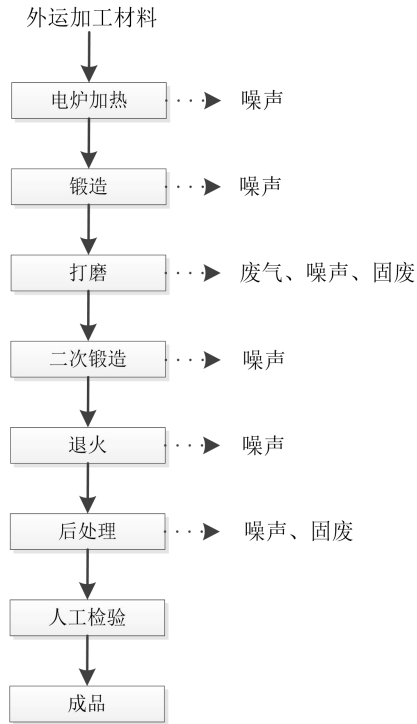 外运加工材料
电炉加热 噪声
锻造 噪声
打磨 废气、噪声、固废
二次锻造 噪声
退火 噪声
后处理 噪声、固废
人工检验
成品